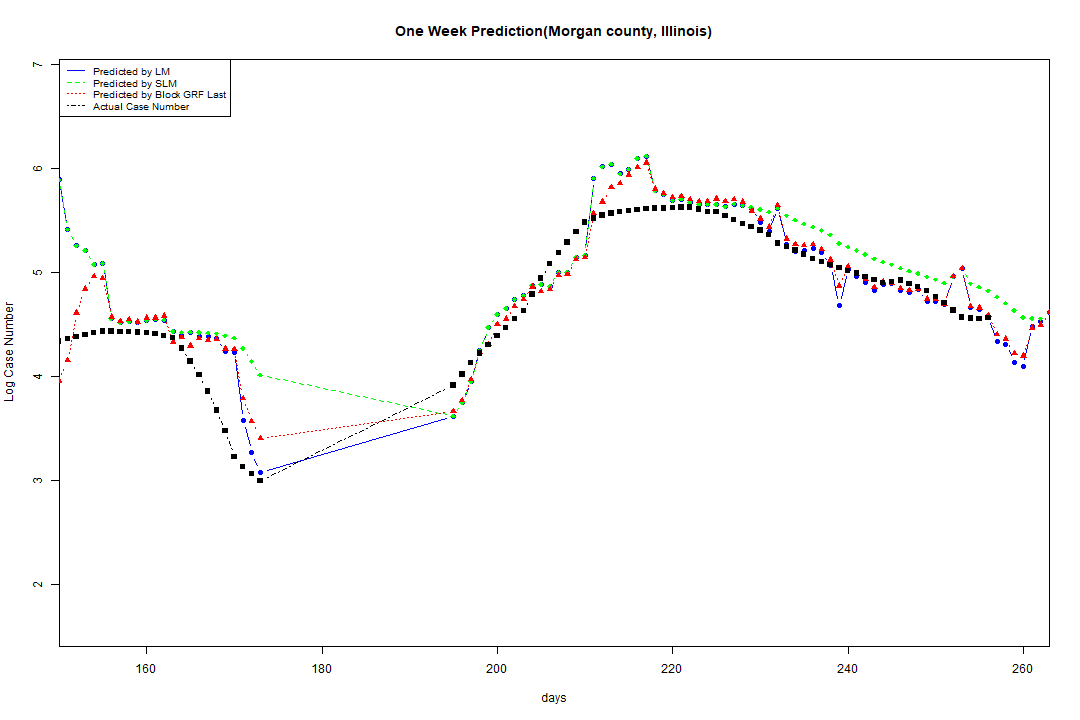 One Week Prediction(Morgan county, Illinois)
Predicted by LM
Predicted by SLM
Predicted by Block GRF Last
Actual Case Number
7
6
5
4
3
2
Log Case Number
160 180 200 220 240 260
days